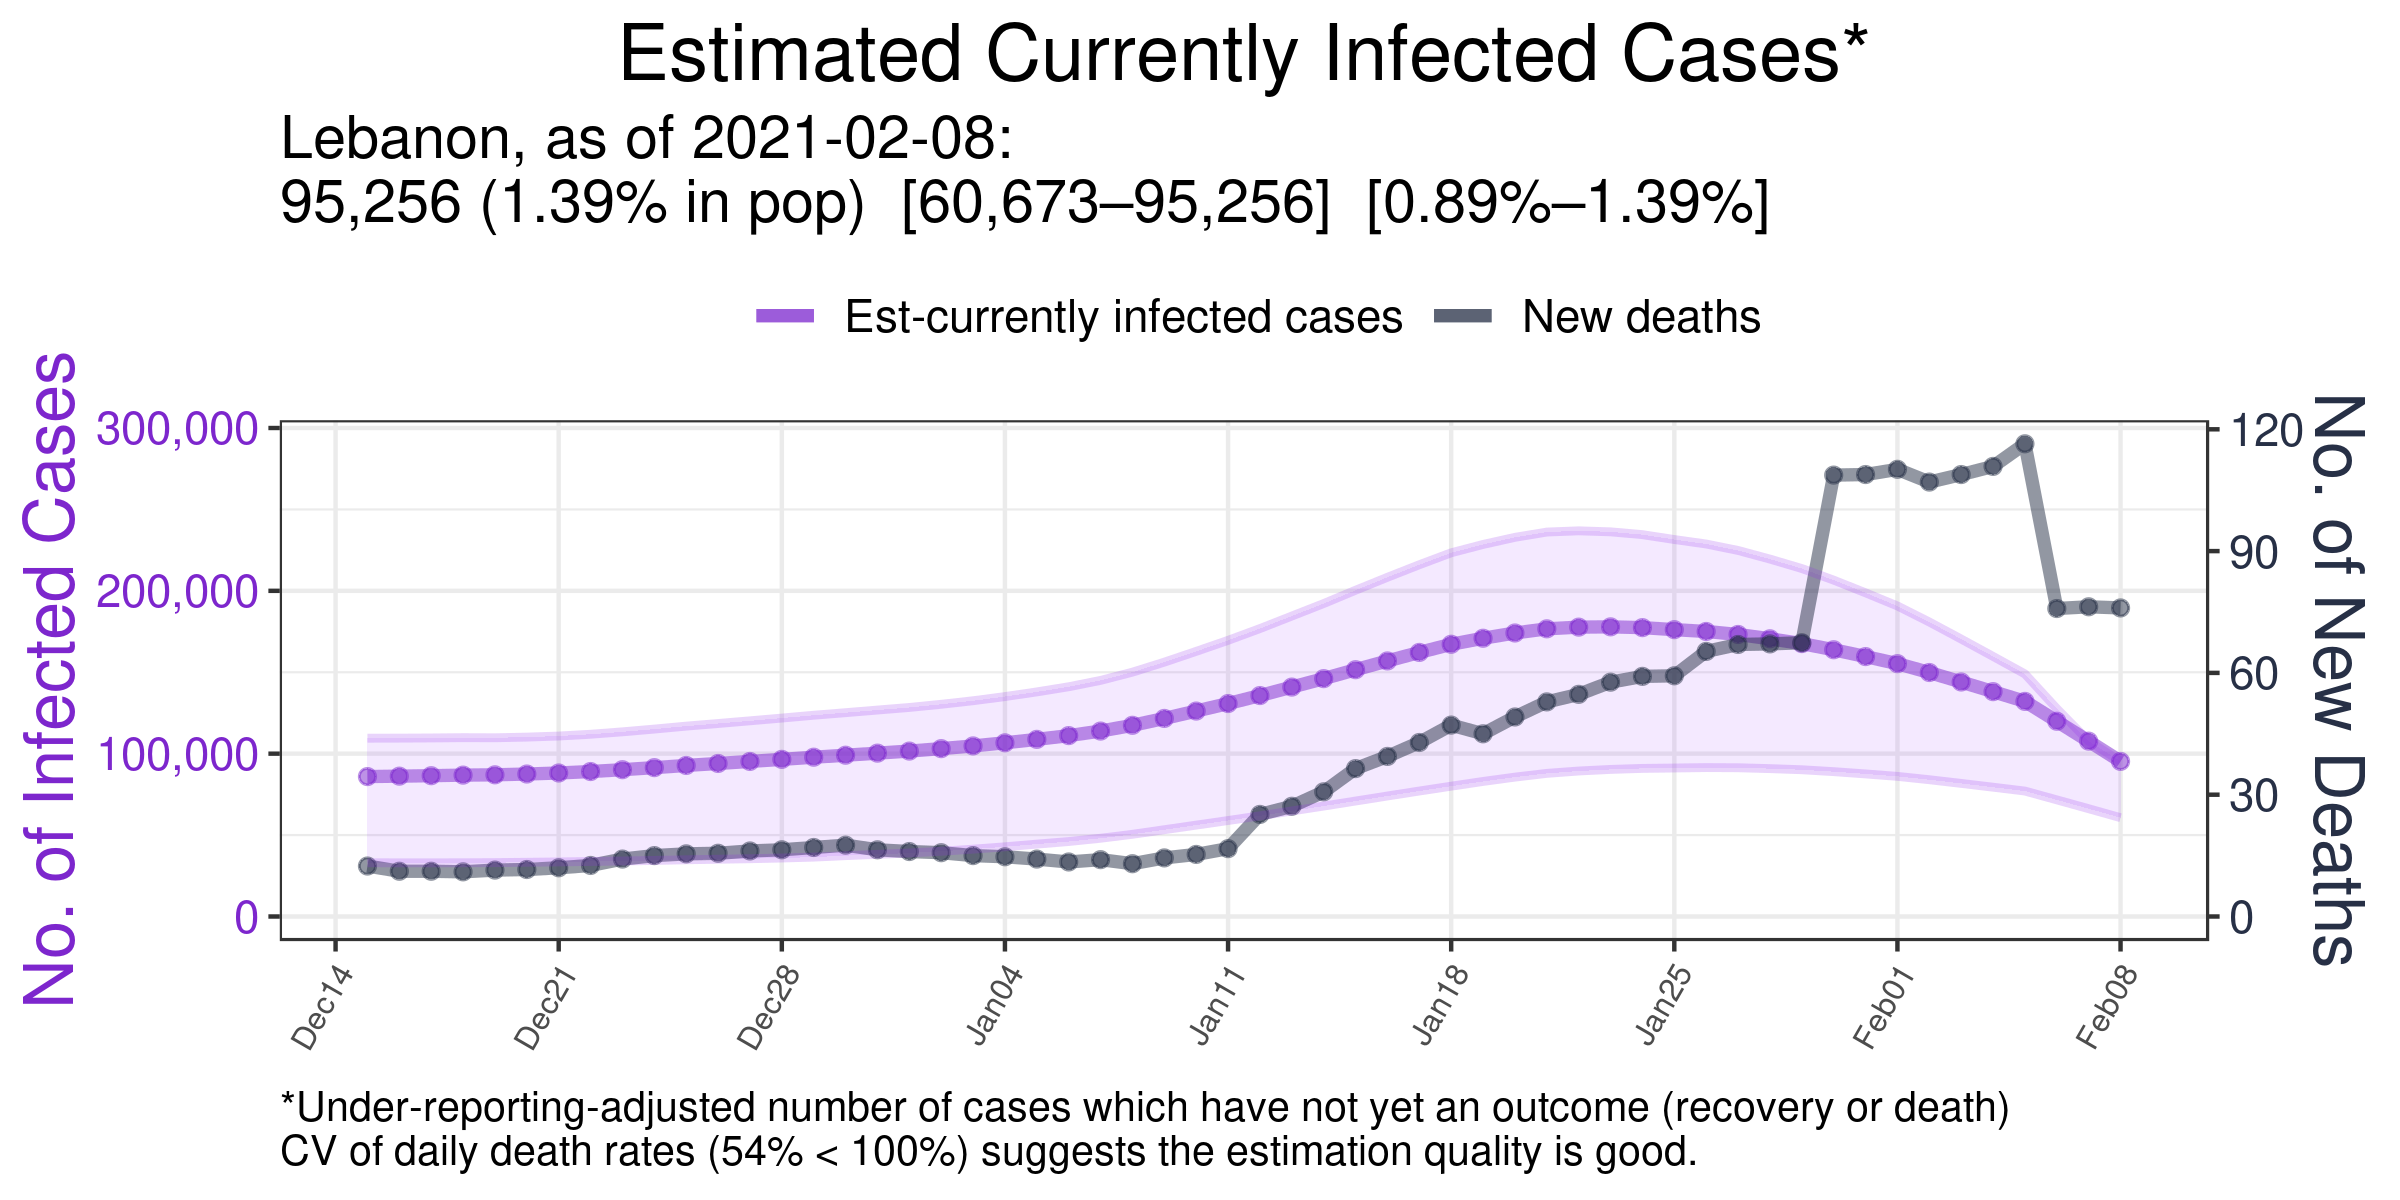 Estimated Currently Infected Cases*
Lebanon, as of 2021-02-08:
95,256 (1.39% in pop)  [60,673–95,256]  [0.89%–1.39%]
Est-currently infected cases
New deaths
No. of Infected Cases
300,000
200,000
100,000
0
120
90
60
30
0
No. of New Deaths
Dec14
Dec21
Dec28
Jan04
Jan11
Jan18
Jan25
Feb01
Feb08
*Under-reporting-adjusted number of cases which have not yet an outcome (recovery or death)
CV of daily death rates (54% < 100%) suggests the estimation quality is good.